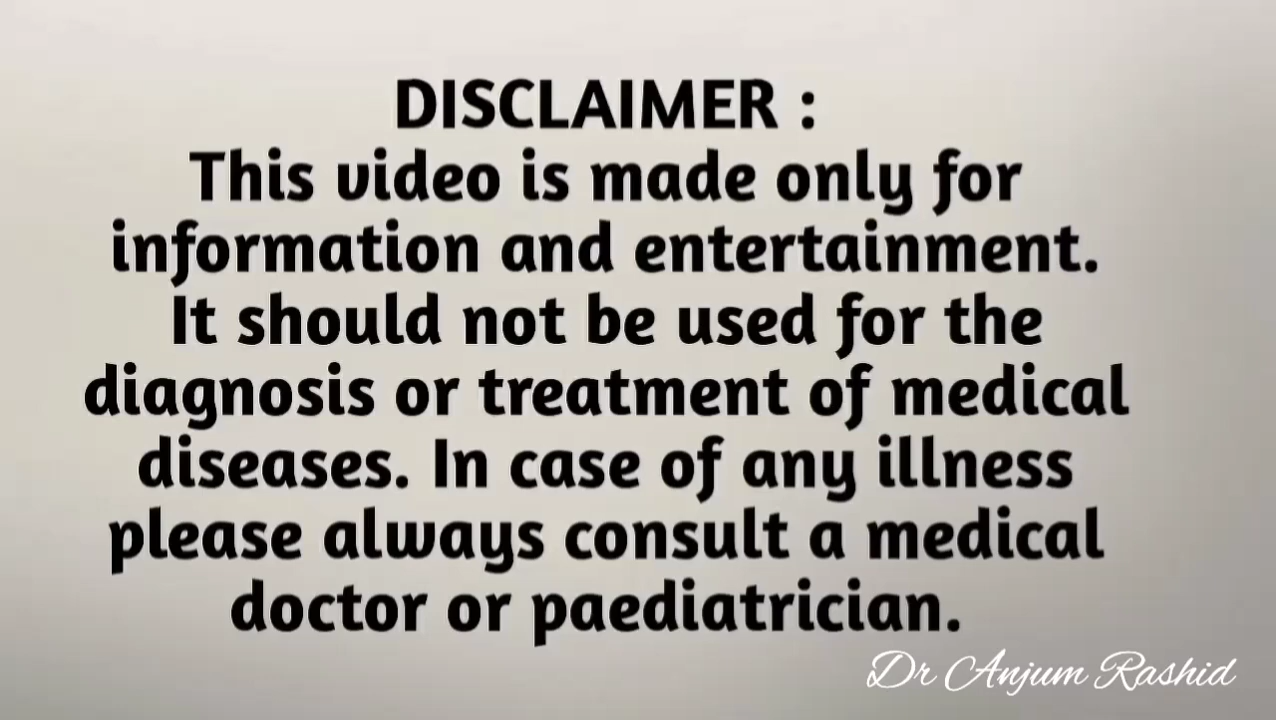 DISCLAIMER :
This video is made only for
information and entertainment.
It should not be used for the
diagnosis or treatment of medical
diseases. In case of any illness
please always consult a medical
doctor or paediatrician.
Dr Anjum Rashid